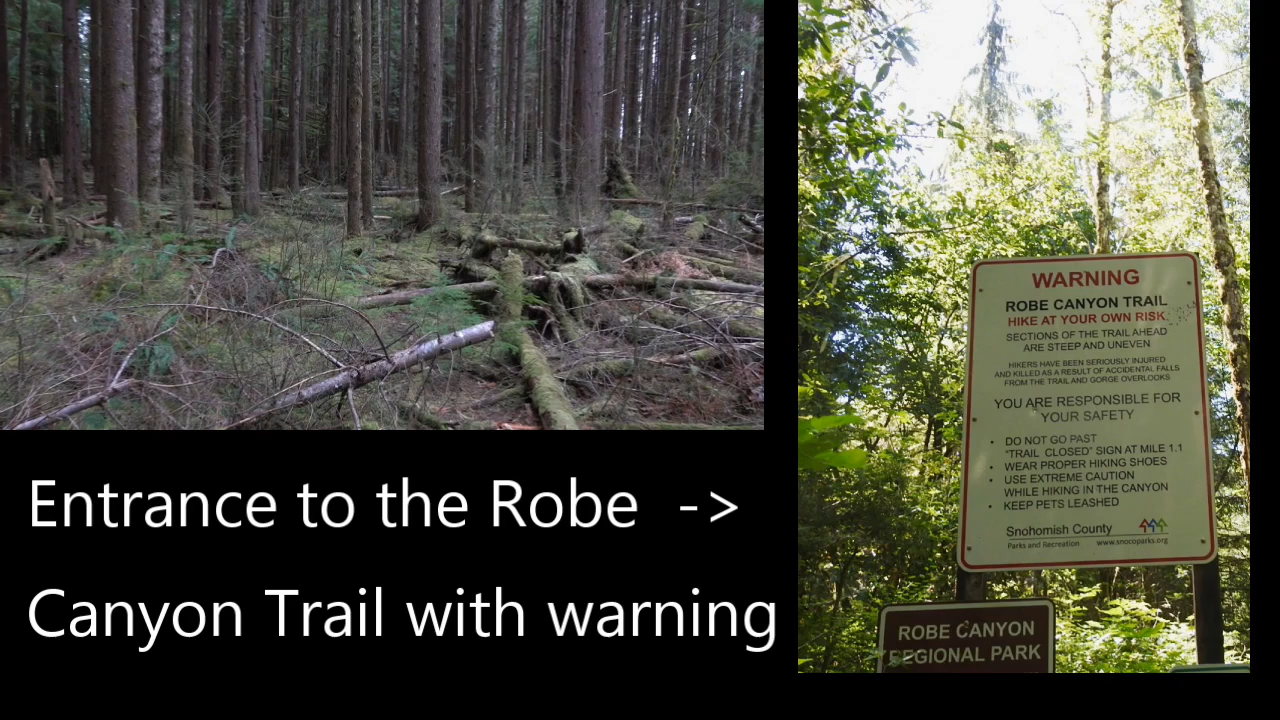 Entrance to the Robe  ->
Canyon Trail with warning
WARNING
ROBE CANYON TRAIL
HIKE AT YOUR OWN RISK.
SECTIONS OF THE TRAIL AHEAD
ARE STEEP AND UNEVEN
HIKERS HAVE BEEN SERIOUSLY INJURED
AND KILLED AS A RESULT OF ACCIDENTAL FALLS
FROM THE TRAIL AND GORGE OVERLOOKS
YOU ARE RESPONSIBLE FOR
YOUR SAFETY
• DO NOT GO PAST
"TRAIL CLOSED" SIGN AT MILE 1.1
• WEAR PROPER HIKING SHOES
• USE EXTREME CAUTION
WHILE HIKING IN THE CANYON
• KEEP PETS LEASHED
Snohomish County
Parks and Recreation www.snocoparks.org
ROBE CANYON
REGIONAL PARK